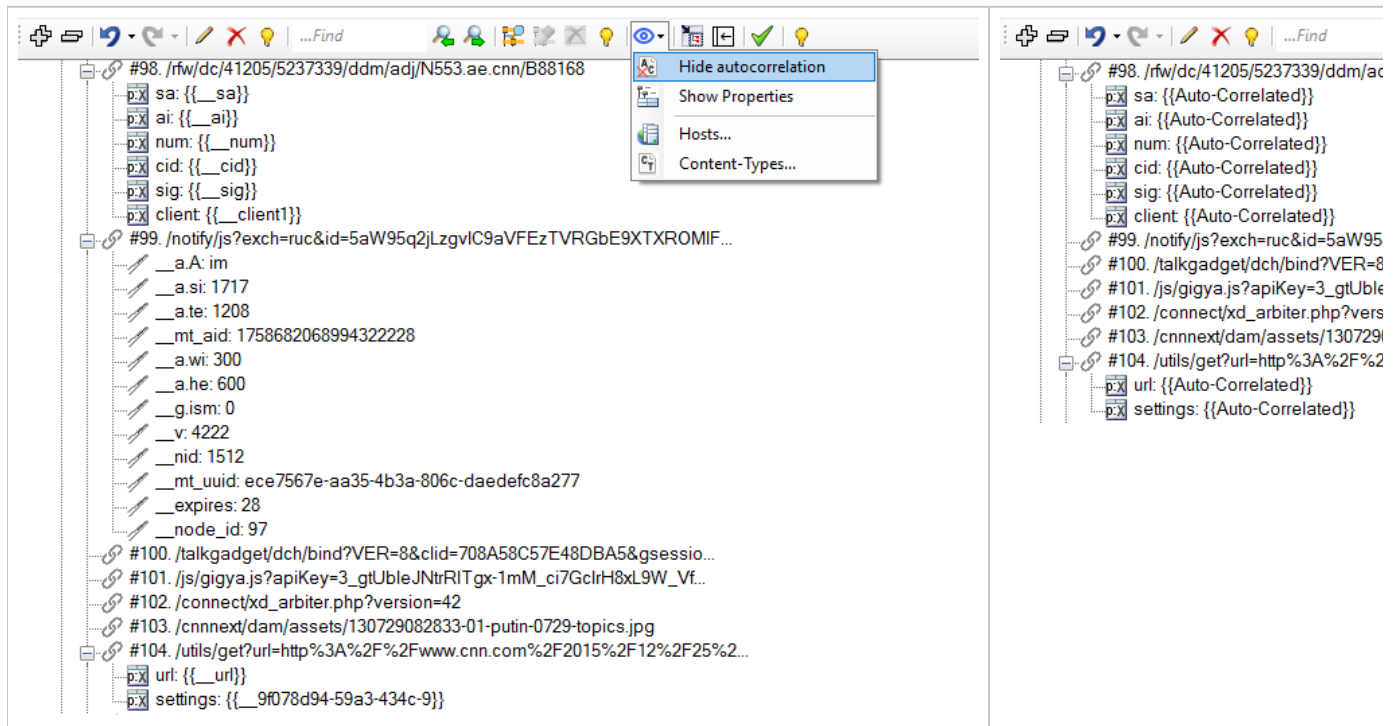 ...Find
#98. /rfw/dc/41205/5237339/ddm/adj/N553.ae.cnn/B88168
p:X sa: {{__sa}}
p:X ai: {{__ai}}
p:X num: {{__num}}
p:X cid: {{__cid}}
p:X sig: {{__sig}}
p:X client: {{__client1}}
#99. /notify/js?exch=ruc&id=5aW95q2jLzgvIC9aVFEzTVRGbE9XTXROMlF...
__a.A: im
__a.si: 1717
__a.te: 1208
__mt_aid: 1758682068994322228
__a.wi: 300
__a.he: 600
__g.ism: 0
__v: 4222
__nid: 1512
__mt_uuid: ece7567e-aa35-4b3a-806c-daedefc8a277
__expires: 28
__node_id: 97
#100. /talkgadget/dch/bind?VER=8&clid=708A58C57E48DBA5&gsessio...
#101. /js/gigya.js?apiKey=3_gtUbleJNtrRITgx-1mM_ci7GcIrH8xL9W_Vf...
#102. /connect/xd_arbiter.php?version=42
#103. /cnnnext/dam/assets/130729082833-01-putin-0729-topics.jpg
#104. /utils/get?url=http%3A%2F%2Fwww.cnn.com%2F2015%2F12%2F25%2...
p:X url: {{__url}}
p:X settings: {{__9f078d94-59a3-434c-9}}
Hide autocorrelation
Show Properties
Hosts...
Content-Types...
...Find
#98. /rfw/dc/41205/5237339/ddm/ad
p:X sa: {{Auto-Correlated}}
p:X ai: {{Auto-Correlated}}
p:X num: {{Auto-Correlated}}
p:X cid: {{Auto-Correlated}}
p:X sig: {{Auto-Correlated}}
p:X client: {{Auto-Correlated}}
#99. /notify/js?exch=ruc&id=5aW95
#100. /talkgadget/dch/bind?VER=8
#101. /js/gigya.js?apiKey=3_gtUble
#102. /connect/xd_arbiter.php?vers
#103. /cnnnext/dam/assets/130729
#104. /utils/get?url=http%3A%2F%2
p:X url: {{Auto-Correlated}}
p:X settings: {{Auto-Correlated}}